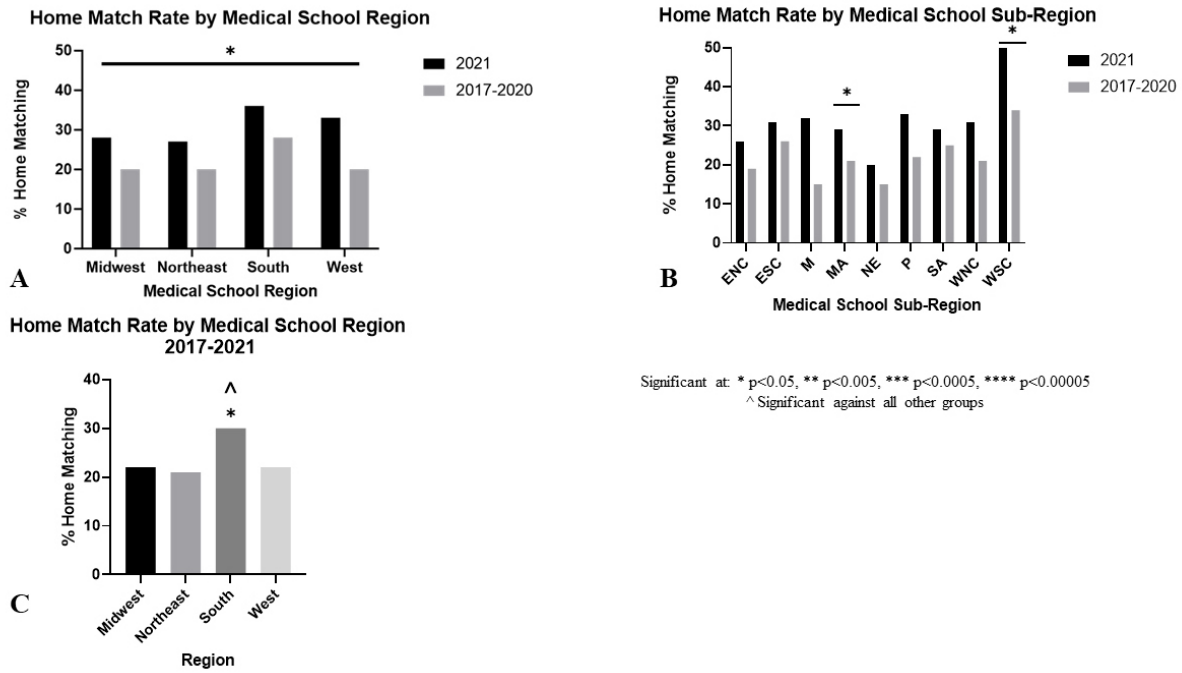 Home Match Rate by Medical School Region
*
50
40
30
20
10
0
% Home Matching
2021
2017-2020
Midwest Northeast South West
Medical School Region
A
Home Match Rate by Medical School Sub-Region
*
*
50
40
30
20
10
0
% Home Matching
2021
2017-2020
ENC ESC M MA NE P SA WNC WSC
Medical School Sub-Region
B
Home Match Rate by Medical School Region
2017-2021
^
*
40
30
20
10
0
% Home Matching
Midwest Northeast South West
Region
C
Significant at: * p<0.05, ** p<0.005, *** p<0.0005, **** p<0.00005
^ Significant against all other groups